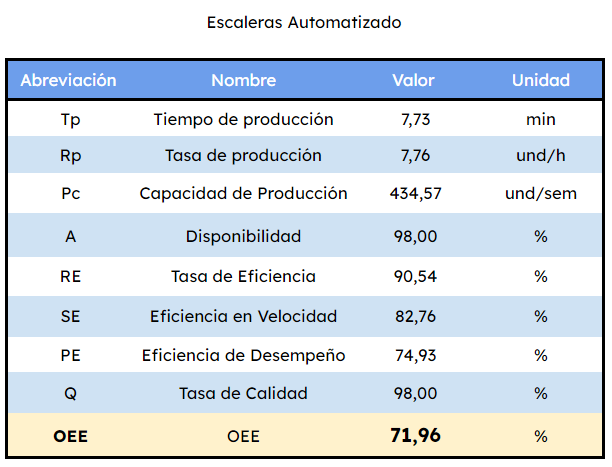 Escaleras Automatizado
Abreviación Nombre Valor Unidad
Tp Tiempo de producción 7,73 min
Rp Tasa de producción 7,76 und/h
Pc Capacidad de Producción 434,57 und/sem
A Disponibilidad 98,00 %
RE Tasa de Eficiencia 90,54 %
SE Eficiencia en Velocidad 82,76 %
PE Eficiencia de Desempeño 74,93 %
Q Tasa de Calidad 98,00 %
OEE OEE 71,96 %